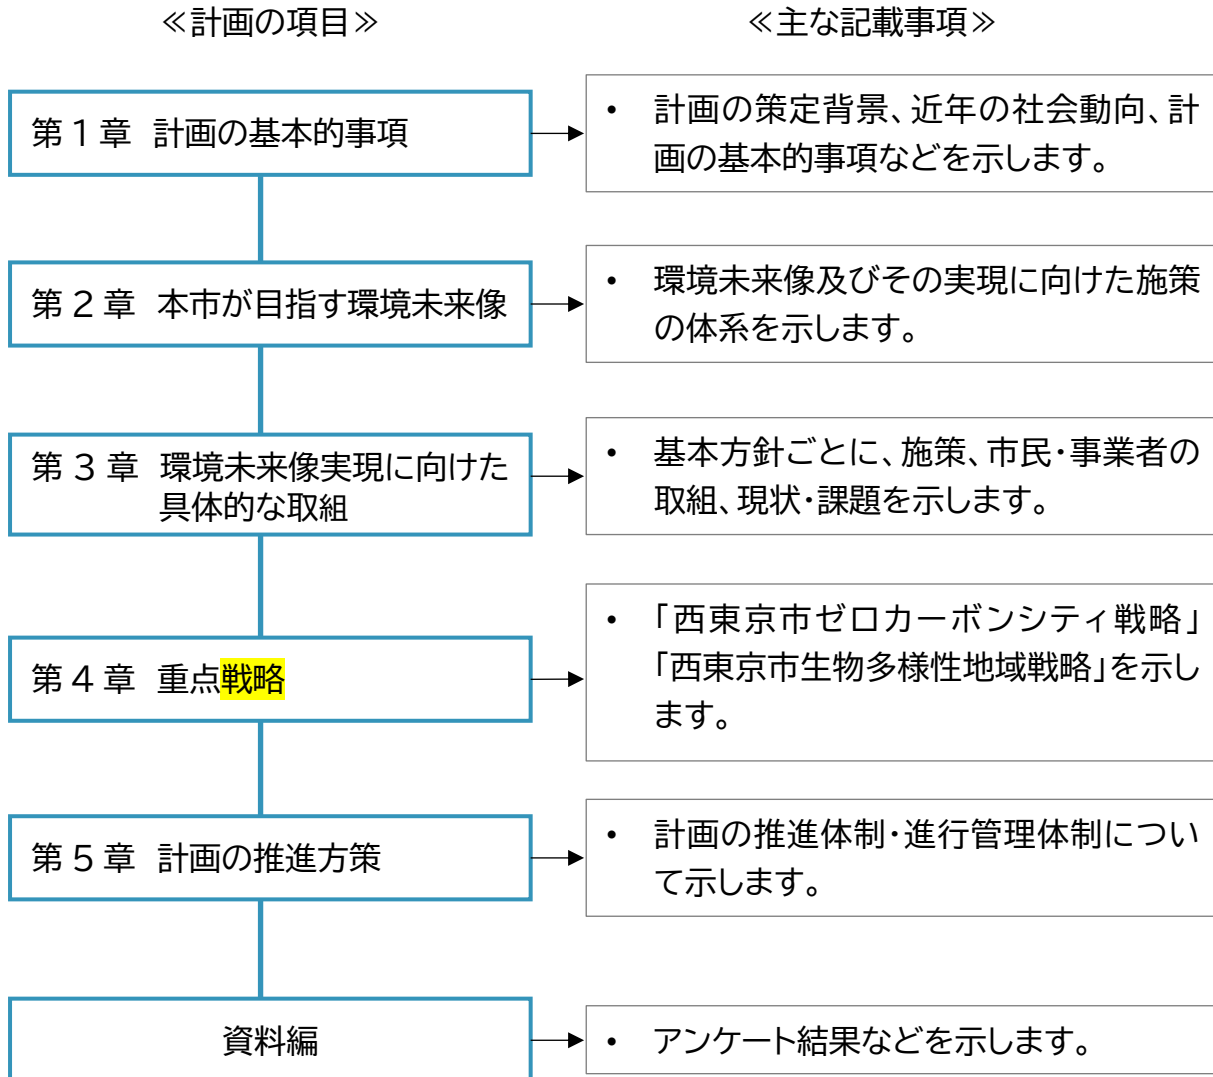 ≪計画の項目≫
≪主な記載事項≫
第1章 計画の基本的事項
• 計画の策定背景、近年の社会動向、計
画の基本的事項などを示します。
第2章 本市が目指す環境未来像
• 環境未来像及びその実現に向けた施策
の体系を示します。
第3章 環境未来像実現に向けた
具体的な取組
• 基本方針ごとに、施策、市民・事業者の
取組、現状・課題を示します。
第4章 重点戦略
• 「西東京市ゼロカーボンシティ戦略」
「西東京市生物多様性地域戦略」を示し
ます。
第5章 計画の推進方策
• 計画の推進体制・進行管理体制につい
て示します。
資料編
• アンケート結果などを示します。